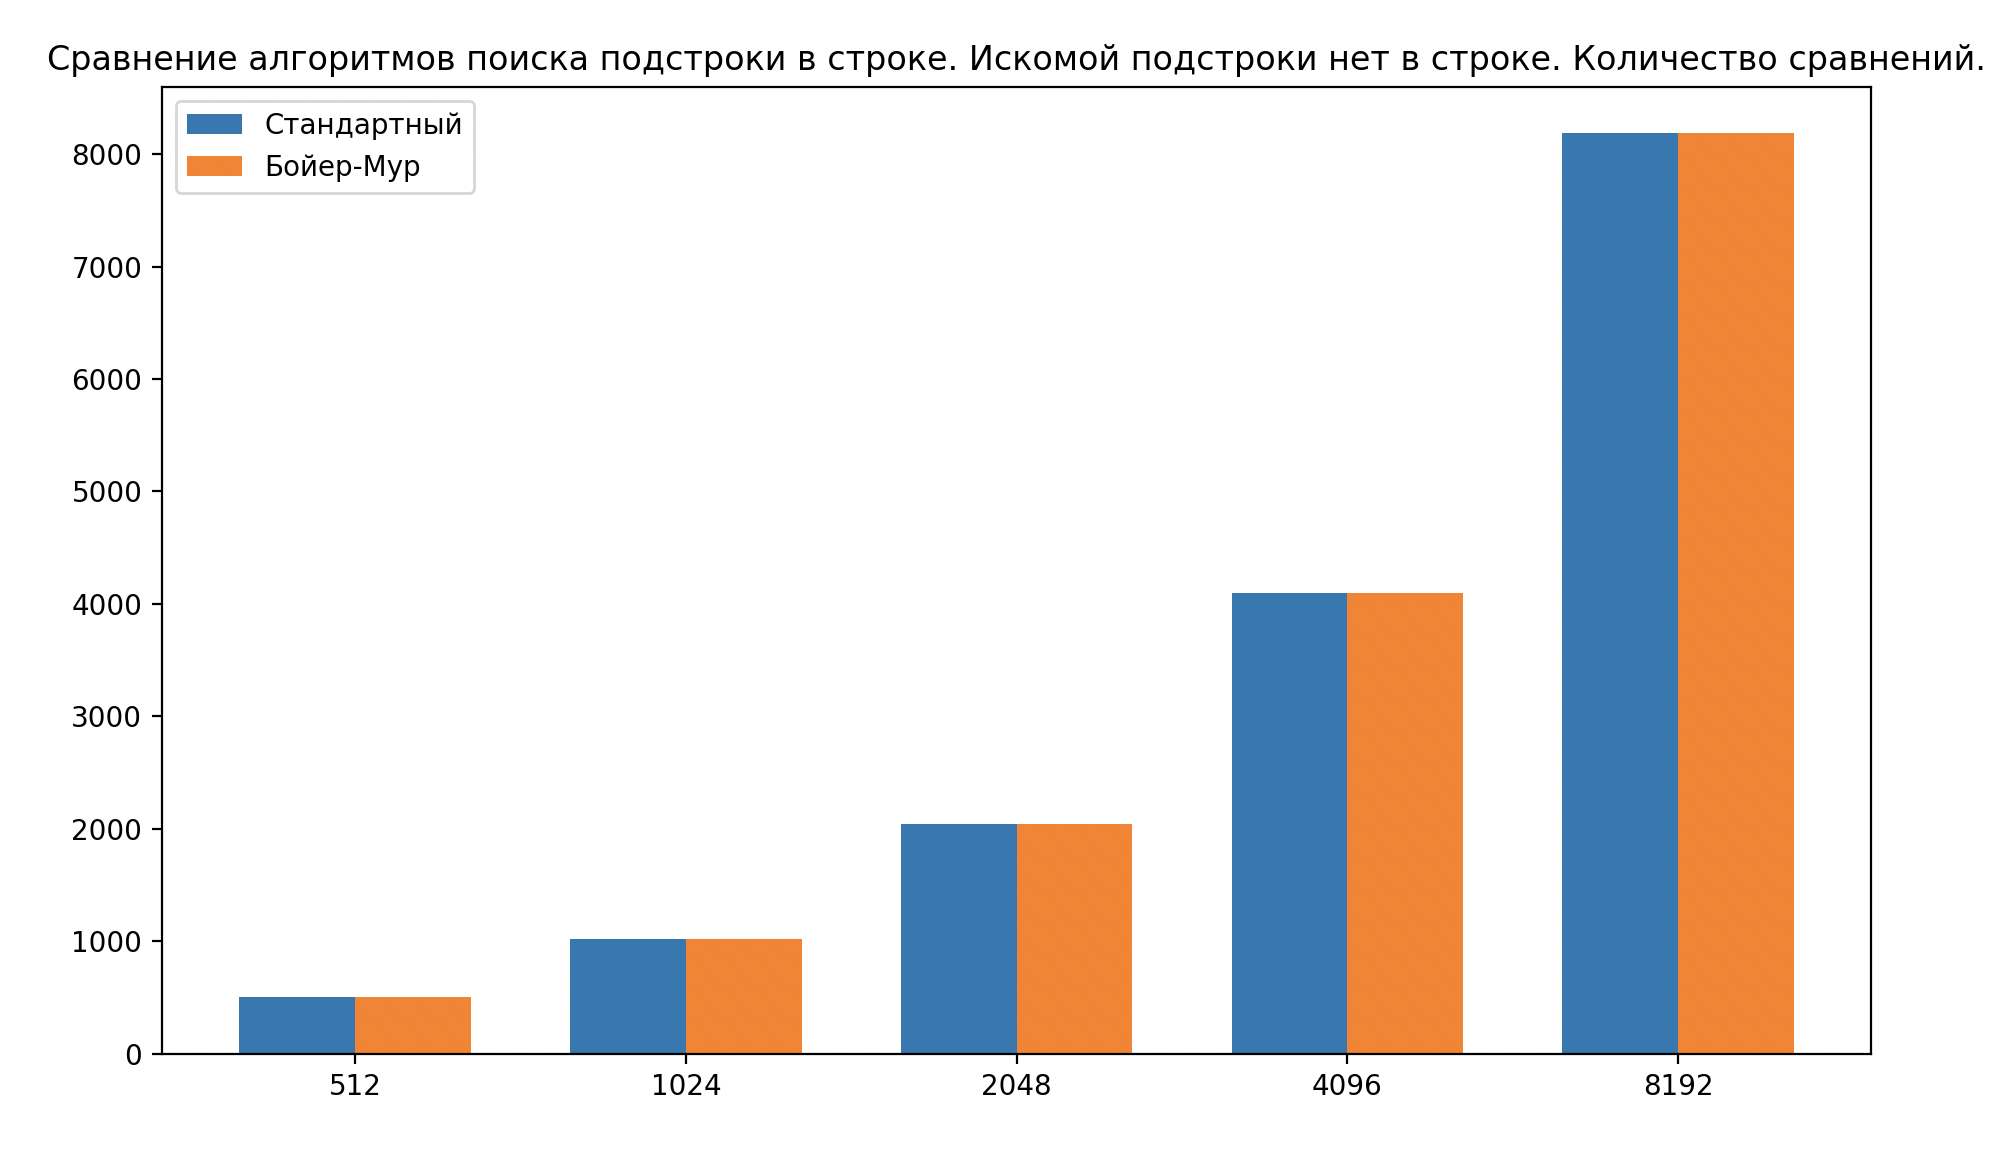 Сравнение алгоритмов поиска подстроки в строке. Искомой подстроки нет в строке. Количество сравнений.
Стандартный
Бойер-Мур
8000
7000
6000
5000
4000
3000
2000
1000
0
512 1024 2048 4096 8192